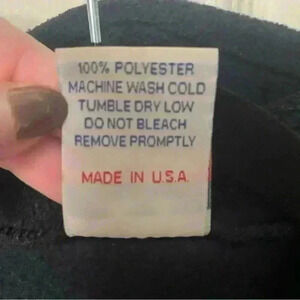 100% POLYESTER
MACHINE WASH COLD
TUMBLE DRY LOW
DO NOT BLEACH
REMOVE PROMPTLY
MADE IN U.S.A.